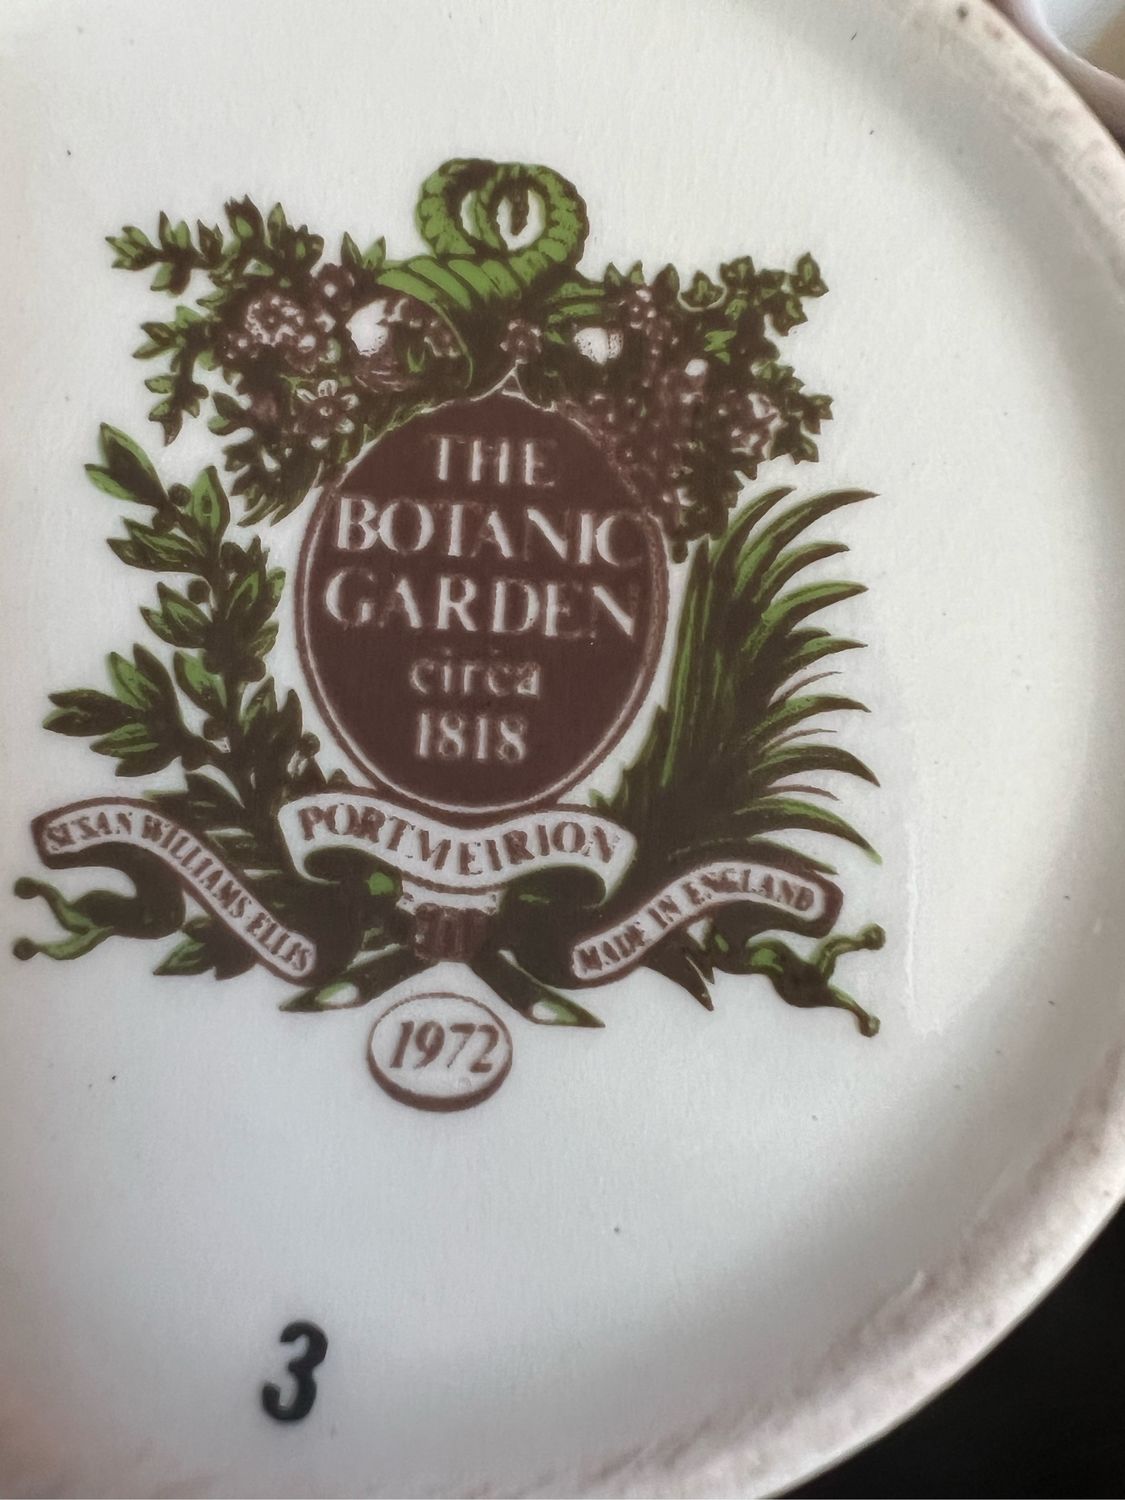 THE
BOTANIC
GARDEN
circa
1818
PORTMEIRION
SUSAN WILLIAMS ELLIS
MADE IN ENGLAND
1972
3